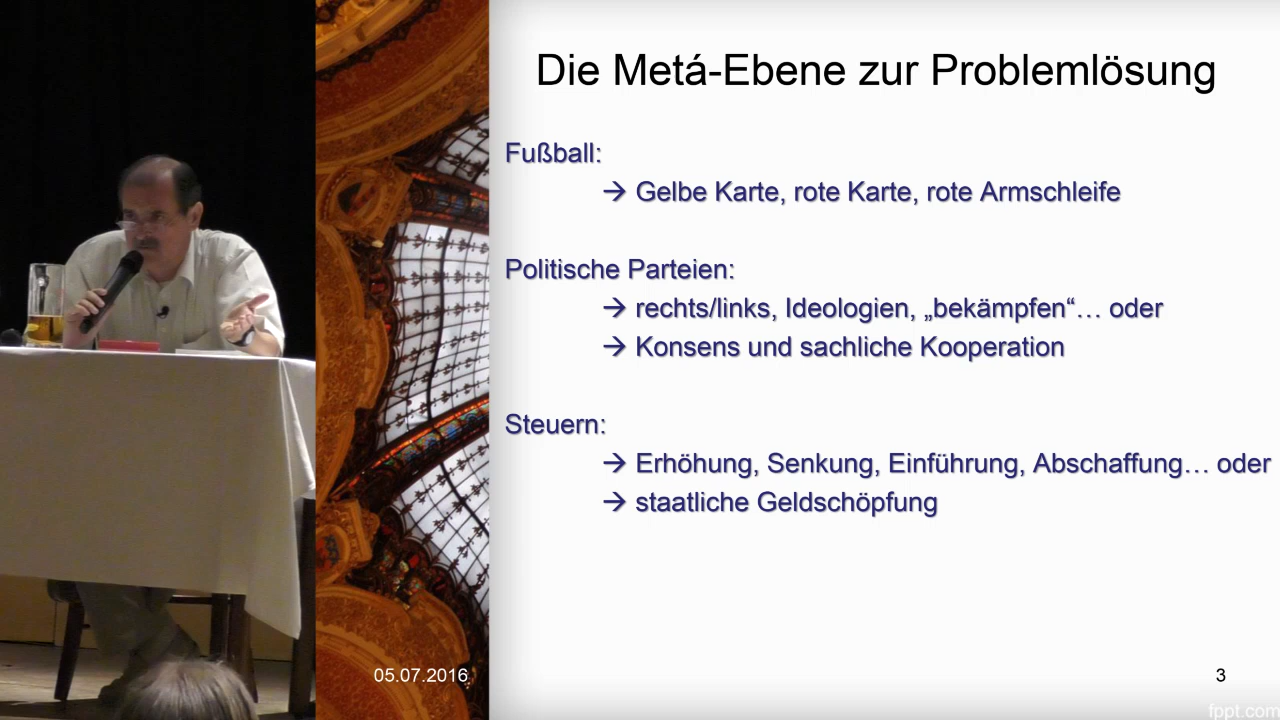 Die Metá-Ebene zur Problemlösung
Fußball:
→ Gelbe Karte, rote Karte, rote Armschleife
Politische Parteien:
→ rechts/links, Ideologien, „bekämpfen“… oder
→ Konsens und sachliche Kooperation
Steuern:
→ Erhöhung, Senkung, Einführung, Abschaffung… oder
→ staatliche Geldschöpfung
05.07.2016
3
fppt.com